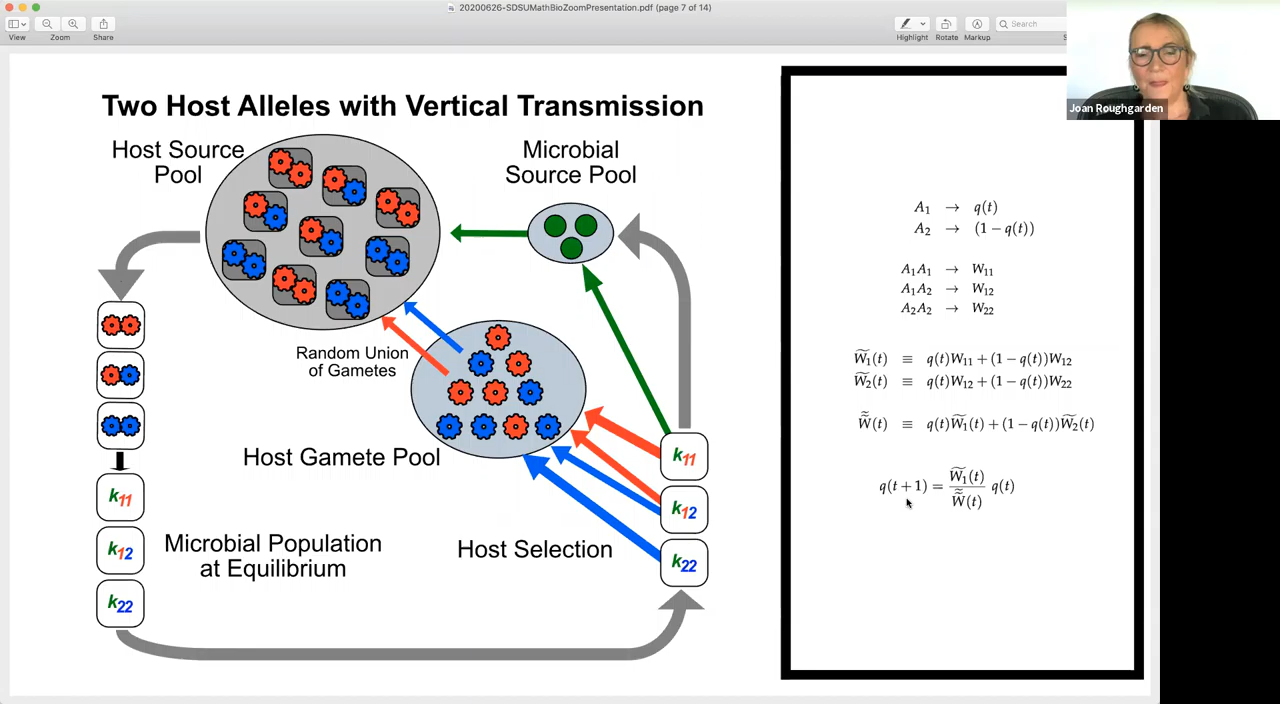 20200626-SDSUMathBioZoomPresentation.pdf (page 7 of 14)
View Zoom Share Highlight Rotate Markup Search
Joan Roughgarden
Two Host Alleles with Vertical Transmission
Host Source
Pool
Microbial
Source Pool
Random Union
of Gametes
Host Gamete Pool
k11
k12
k22
Microbial Population
at Equilibrium
Host Selection
k11
k12
k22
A₁ → q(t)
A₂ → (1 − q(t))
A₁A₁ → W₁₁
A₁A₂ → W₁₂
A₂A₂ → W₂₂
W̃₁(t) ≡ q(t)W₁₁ + (1 − q(t))W₁₂
W̃₂(t) ≡ q(t)W₁₂ + (1 − q(t))W₂₂
W̃̃(t) ≡ q(t)W̃₁(t) + (1 − q(t))W̃₂(t)
q(t + 1) = W̃₁(t) / W̃̃(t) q(t)